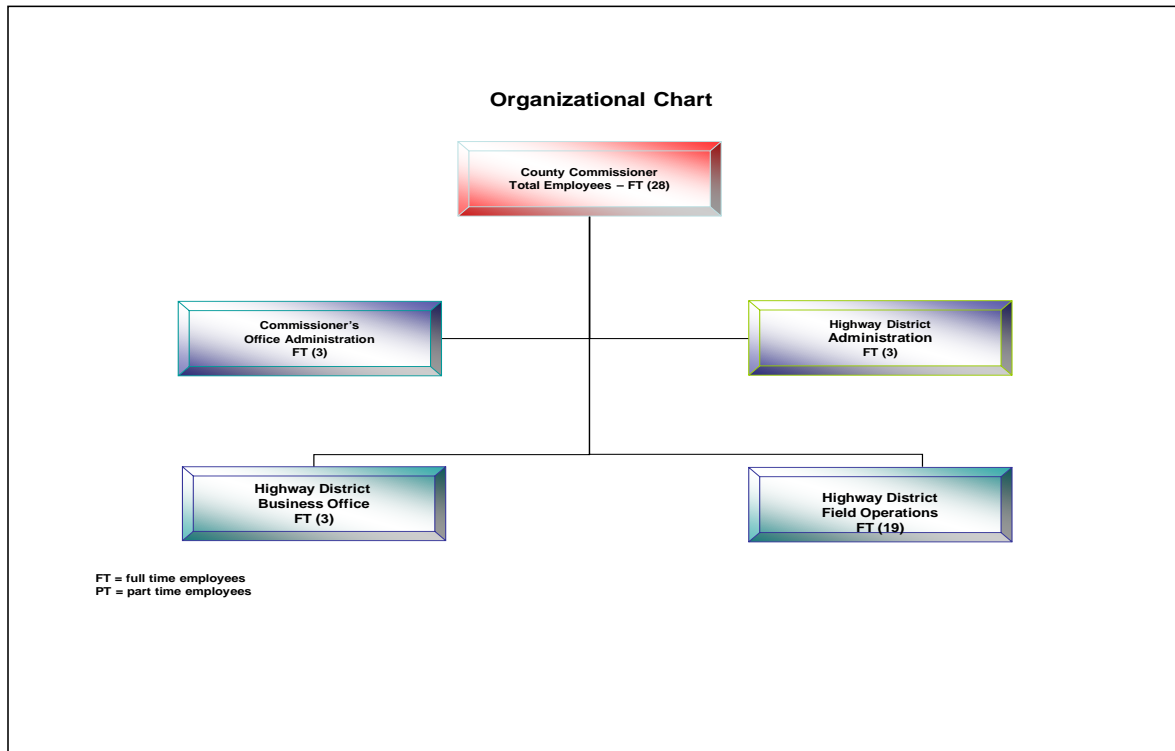 Organizational Chart
County Commissioner
Total Employees – FT (28)
Commissioner's
Office Administration
FT (3)
Highway District
Administration
FT (3)
Highway District
Business Office
FT (3)
Highway District
Field Operations
FT (19)
FT = full time employees
PT = part time employees